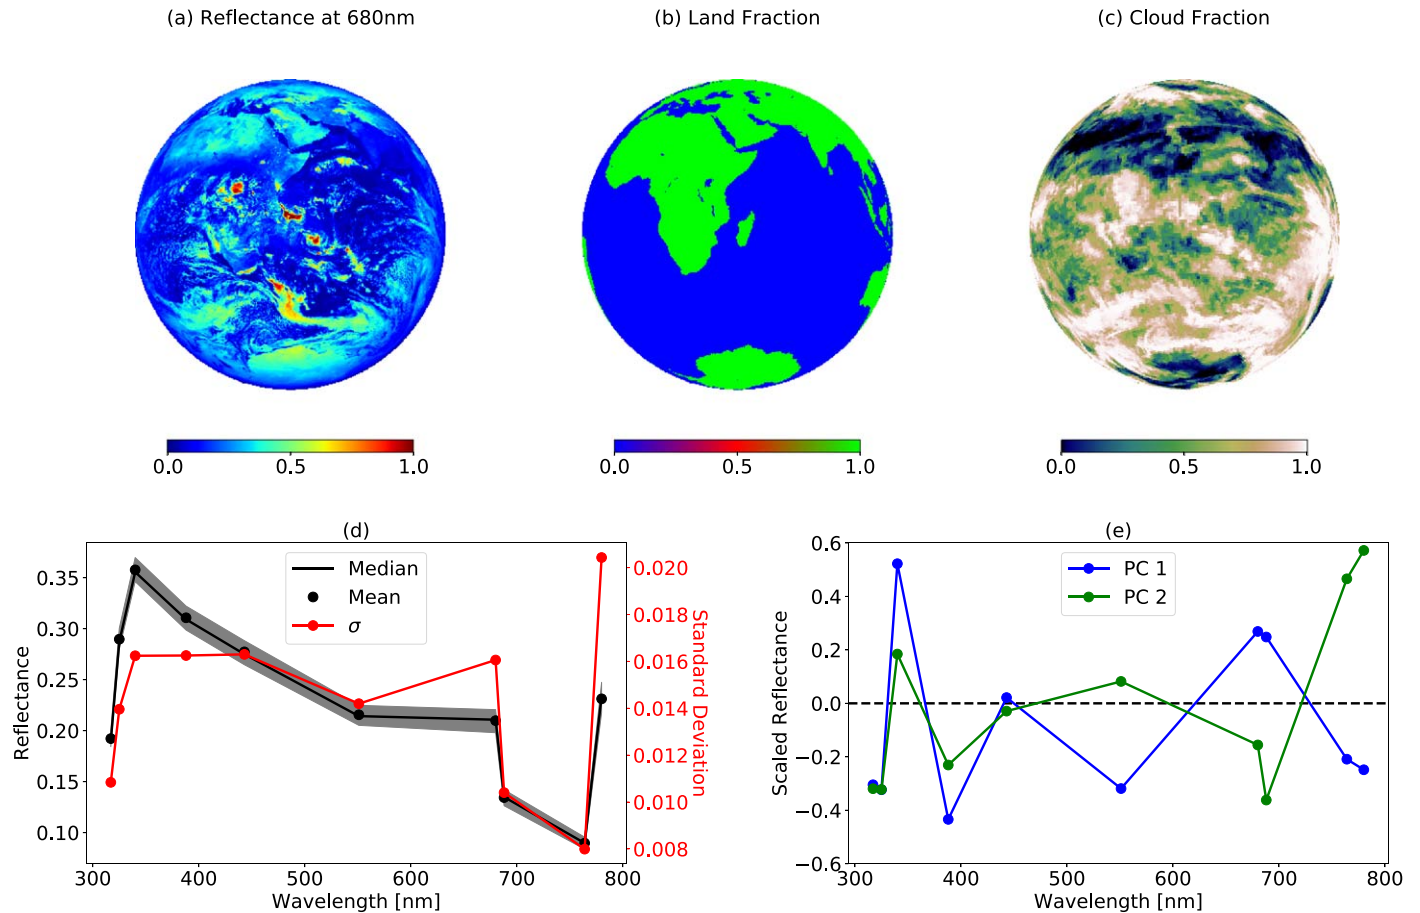 (a) Reflectance at 680nm
(b) Land Fraction
(c) Cloud Fraction
0.0 0.5 1.0
0.0 0.5 1.0
0.0 0.5 1.0
(d)
Median
Mean
σ
Reflectance
0.35
0.30
0.25
0.20
0.15
0.10
0.020
0.018
0.016
0.014
0.012
0.010
0.008
Standard Deviation
300 400 500 600 700 800
Wavelength [nm]
(e)
PC 1
PC 2
Scaled Reflectance
0.6
0.4
0.2
0.0
−0.2
−0.4
−0.6
300 400 500 600 700 800
Wavelength [nm]